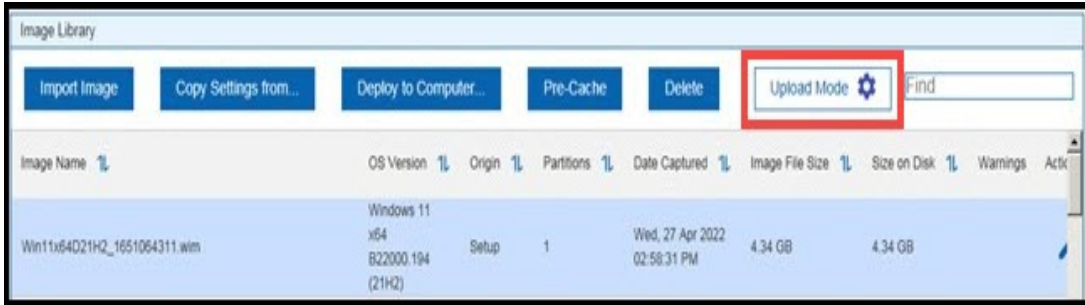 Image Library
Import Image Copy Settings from... Deploy to Computer... Pre-Cache Delete Upload Mode Find
Image Name OS Version Origin Partitions Date Captured Image File Size Size on Disk Warnings Actio
Windows 11
x64
B22000.194
(21H2)
Win11x64D21H2_1651064311.wim Setup 1 Wed, 27 Apr 2022
02:58:31 PM
4.34 GB 4.34 GB